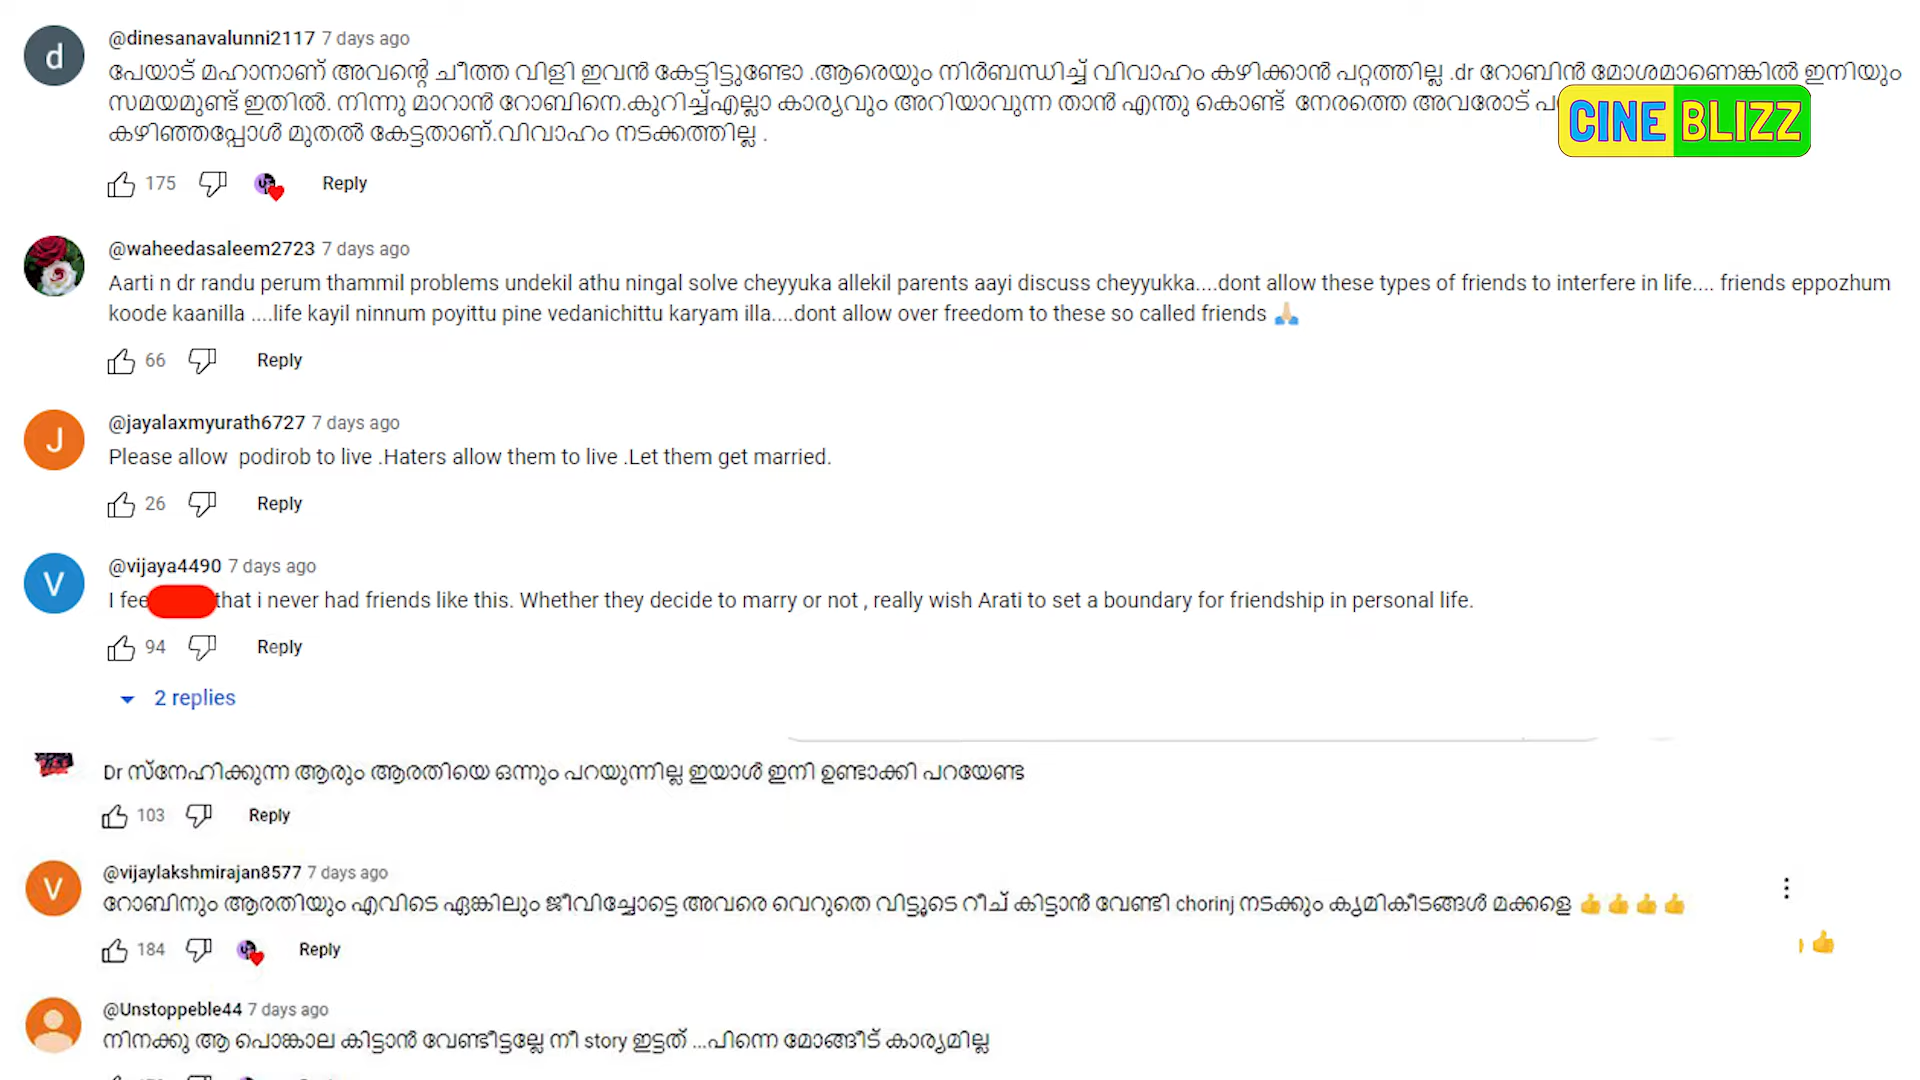 d
@dinesanavalunni2117 7 days ago
പേയാട് മഹാനാണ് അവന്റെ ചീത്ത വിളി ഇവൻ കേട്ടിട്ടുണ്ടോ .ആരെയും നിർബന്ധിച്ച് വിവാഹം കഴിക്കാൻ പറ്റത്തില്ല .dr റോബിൻ മോശമാണെങ്കിൽ ഇനിയും
സമയമുണ്ട് ഇതിൽ. നിന്നു മാറാൻ റോബിനെ.കുറിച്ച്എല്ലാ കാര്യവും അറിയാവുന്ന താൻ എന്തു കൊണ്ട് നേരത്തെ അവരോട്
കഴിഞ്ഞപ്പോൾ മുതൽ കേട്ടതാണ്.വിവാഹം നടക്കത്തില്ല .
CINE BLIZZ
175 Reply
@waheedasaleem2723 7 days ago
Aarti n dr randu perum thammil problems undekil athu ningal solve cheyyuka allekil parents aayi discuss cheyyukka....dont allow these types of friends to interfere in life.... friends eppozhum
koode kaanilla ....life kayil ninnum poyittu pine vedanichittu karyam illa....dont allow over freedom to these so called friends 🙏🏻
66 Reply
J
@jayalaxmyurath6727 7 days ago
Please allow podirob to live .Haters allow them to live .Let them get married.
26 Reply
V
@vijaya4490 7 days ago
I fee that i never had friends like this. Whether they decide to marry or not , really wish Arati to set a boundary for friendship in personal life.
94 Reply
2 replies
Dr സ്നേഹിക്കുന്ന ആരും ആരതിയെ ഒന്നും പറയുന്നില്ല ഇയാൾ ഇനി ഉണ്ടാക്കി പറയേണ്ട
103 Reply
V
@vijaylakshmirajan8577 7 days ago
റോബിനും ആരതിയും എവിടെ ഏങ്കിലും ജീവിച്ചോട്ടെ അവരെ വെറുതെ വിട്ടൂടെ റീച് കിട്ടാൻ വേണ്ടി chorinj നടക്കും കൃമികീടങ്ങൾ മക്കളെ 👍👍👍👍
184 Reply
@Unstoppeble44 7 days ago
നിനക്കു ആ പൊങ്കാല കിട്ടാൻ വേണ്ടീട്ടല്ലേ നീ story ഇട്ടത് ...പിന്നെ മോങ്ങീട് കാര്യമില്ല